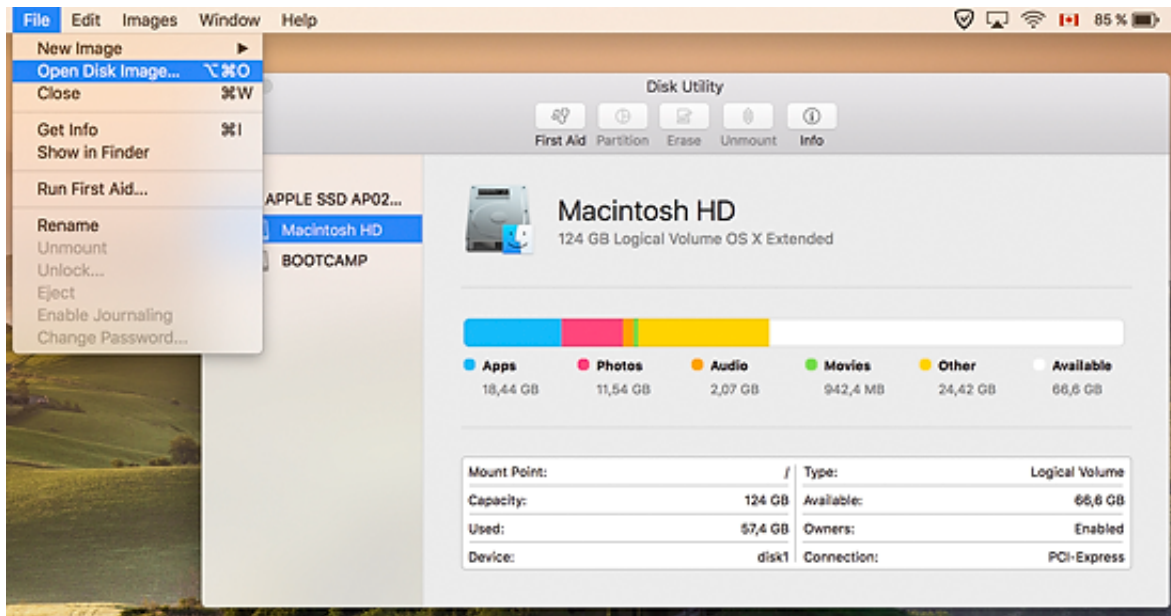 File Edit Images Window Help 85 %
New Image
Open Disk Image... ⌥⌘O
Close ⌘W
Get Info ⌘I
Show in Finder
Run First Aid...
Rename
Unmount
Unlock...
Eject
Enable Journaling
Change Password...
Disk Utility
First Aid Partition Erase Unmount Info
APPLE SSD AP02...
Macintosh HD
BOOTCAMP
Macintosh HD
124 GB Logical Volume OS X Extended
Apps Photos Audio Movies Other Available
18,44 GB 11,54 GB 2,07 GB 942,4 MB 24,42 GB 66,6 GB
Mount Point: / Type: Logical Volume
Capacity: 124 GB Available: 66,6 GB
Used: 57,4 GB Owners: Enabled
Device: disk1 Connection: PCI-Express